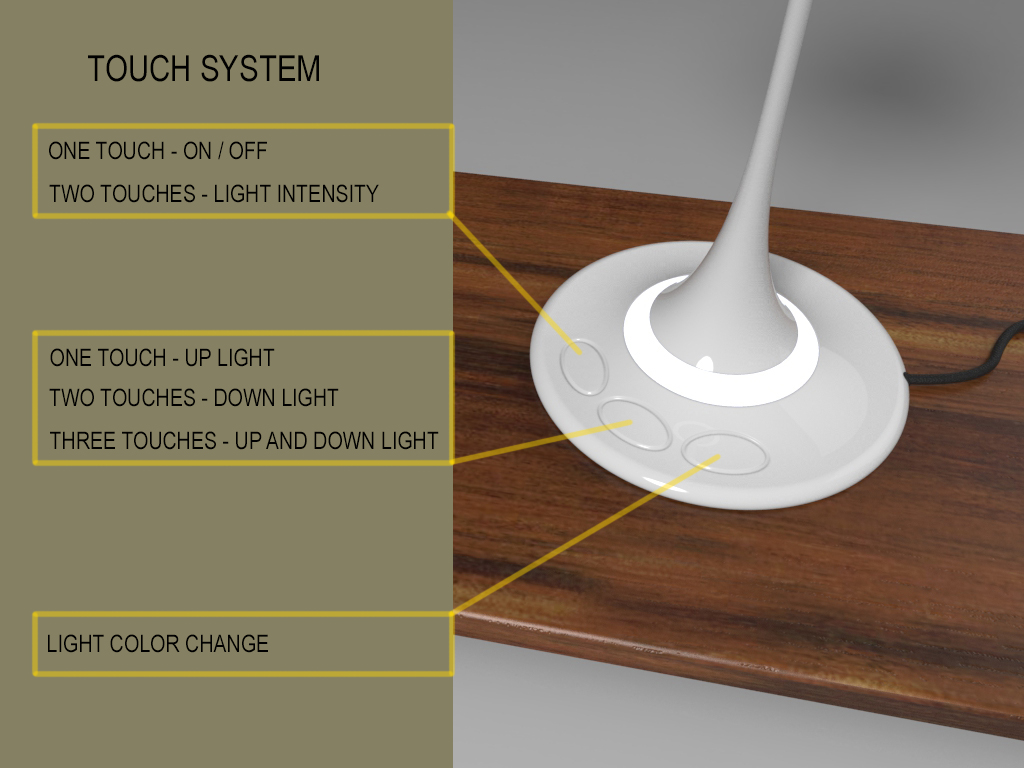 TOUCH SYSTEM
ONE TOUCH - ON / OFF
TWO TOUCHES - LIGHT INTENSITY
ONE TOUCH - UP LIGHT
TWO TOUCHES - DOWN LIGHT
THREE TOUCHES - UP AND DOWN LIGHT
LIGHT COLOR CHANGE